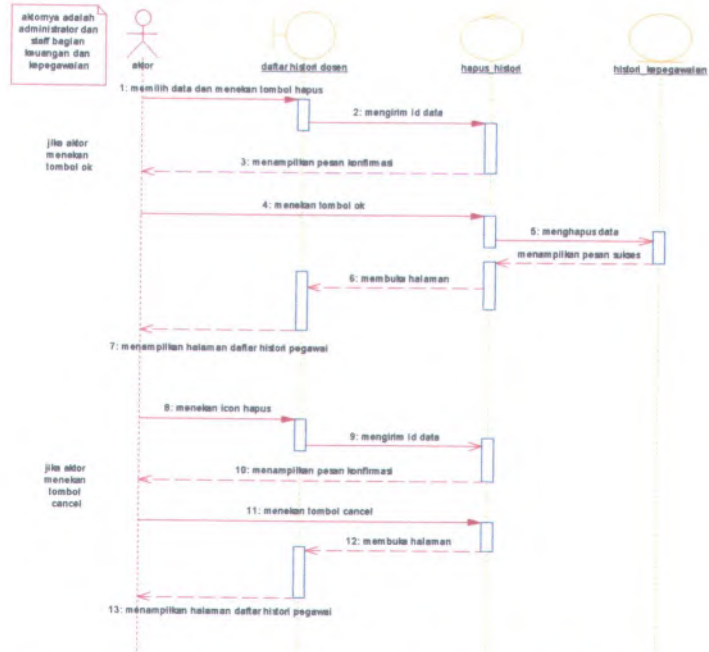 aktornya adalah
administrator dan
staff bagian
keuangan dan
kepegawaian
aktor
daftar histori dosen
hapus_histori
histori_kepegawaian
1: memilih data dan menekan tombol hapus
2: mengirim id data
jika aktor
menekan
tombol ok
3: menampilkan pesan konfirmasi
4: menekan tombol ok
5: menghapus data
menampilkan pesan sukses
6: membuka halaman
7: menampilkan halaman daftar histori pegawai
8: menekan icon hapus
9: mengirim id data
jika aktor
menekan
tombol
cancel
10: menampilkan pesan konfirmasi
11: menekan tombol cancel
12: membuka halaman
13: menampilkan halaman daftar histori pegawai